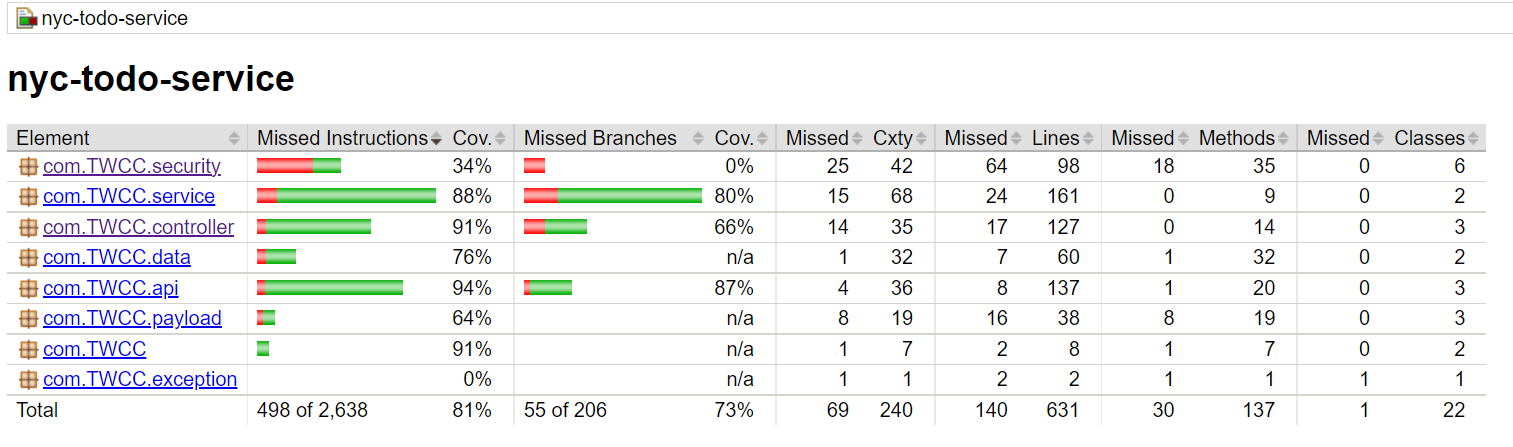 nyc-todo-service
nyc-todo-service
Element Missed Instructions Cov. Missed Branches Cov. Missed Cxty Missed Lines Missed Methods Missed Classes
com.TWCC.security 34% 0% 25 42 64 98 18 35 0 6
com.TWCC.service 88% 80% 15 68 24 161 0 9 0 2
com.TWCC.controller 91% 66% 14 35 17 127 0 14 0 3
com.TWCC.data 76% n/a 1 32 7 60 1 32 0 2
com.TWCC.api 94% 87% 4 36 8 137 1 20 0 3
com.TWCC.payload 64% n/a 8 19 16 38 8 19 0 3
com.TWCC 91% n/a 1 7 2 8 1 7 0 2
com.TWCC.exception 0% n/a 1 1 2 2 1 1 1 1
Total 498 of 2,638 81% 55 of 206 73% 69 240 140 631 30 137 1 22